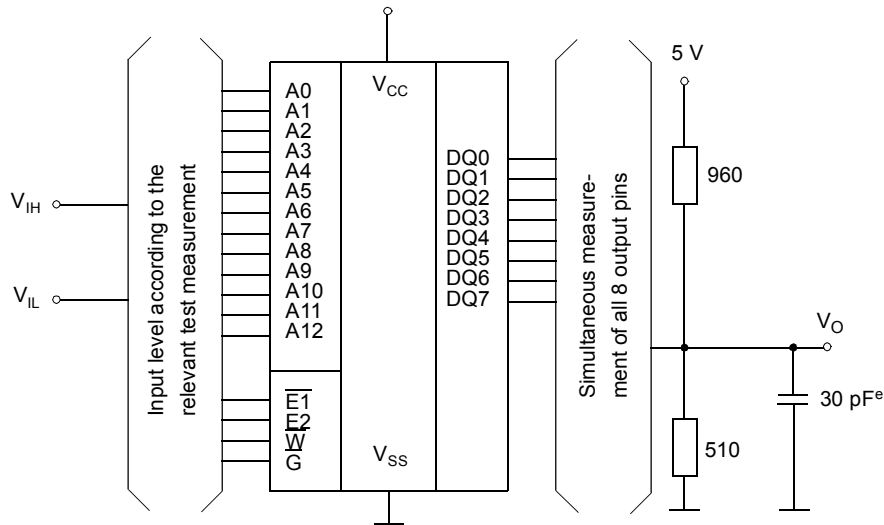 5 V
V_CC
A0
A1
A2
A3
A4
A5
A6
A7
A8
A9
A10
A11
A12
E1
E2
W
G
V_SS
DQ0
DQ1
DQ2
DQ3
DQ4
DQ5
DQ6
DQ7
V_IH
V_IL
Input level according to the
relevant test measurement
Simultaneous measure-
ment of all 8 output pins
960
V_O
30 pF^e
510